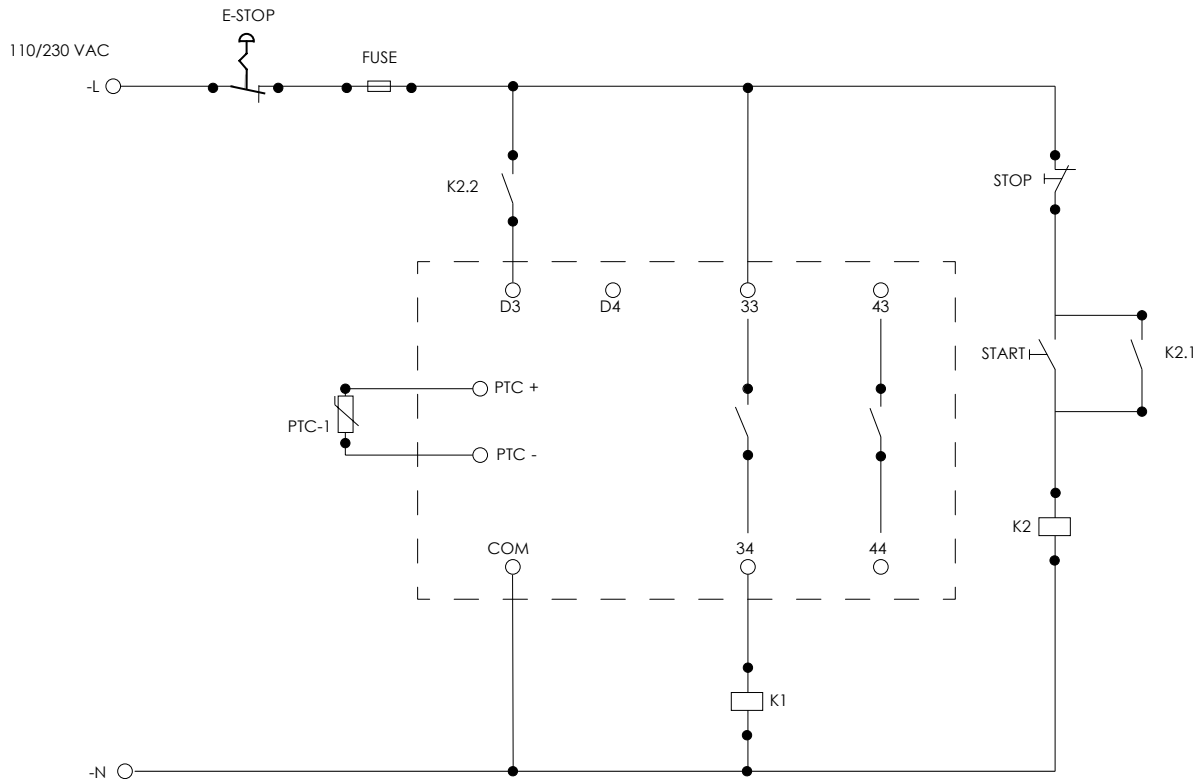 E-STOP
110/230 VAC
FUSE
-L
K2.2
STOP
D3
D4
33
43
START
K2.1
PTC +
PTC-1
PTC -
K2
COM
34
44
K1
-N